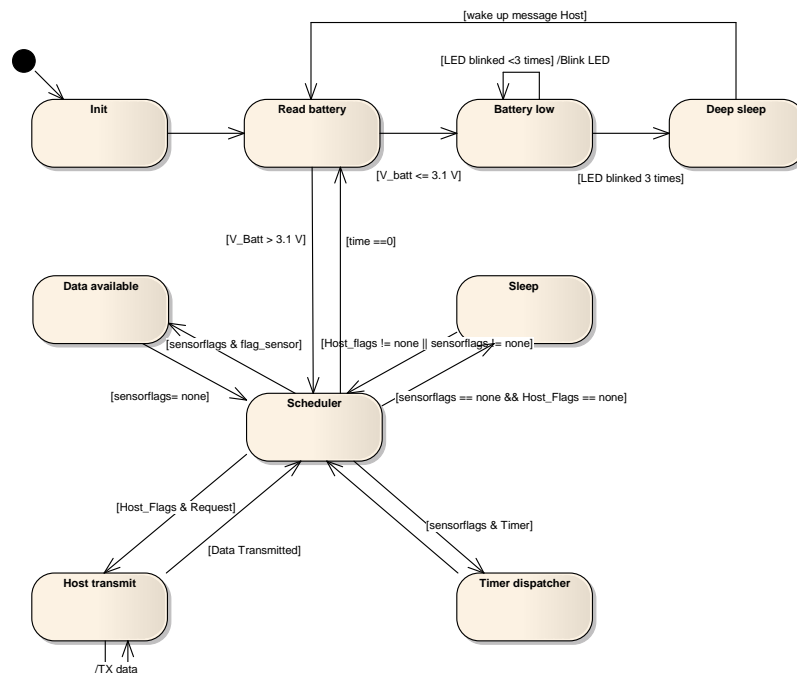 [wake up message Host]
[LED blinked <3 times] /Blink LED
Init
Read battery
Battery low
Deep sleep
[V_batt <= 3.1 V]
[LED blinked 3 times]
[V_Batt > 3.1 V]
[time ==0]
Data available
Sleep
[sensorflags & flag_sensor]
[Host_flags != none || sensorflags != none]
[sensorflags= none]
Scheduler
[sensorflags == none && Host_Flags == none]
[Host_Flags & Request]
[sensorflags & Timer]
[Data Transmitted]
Host transmit
Timer dispatcher
/TX data